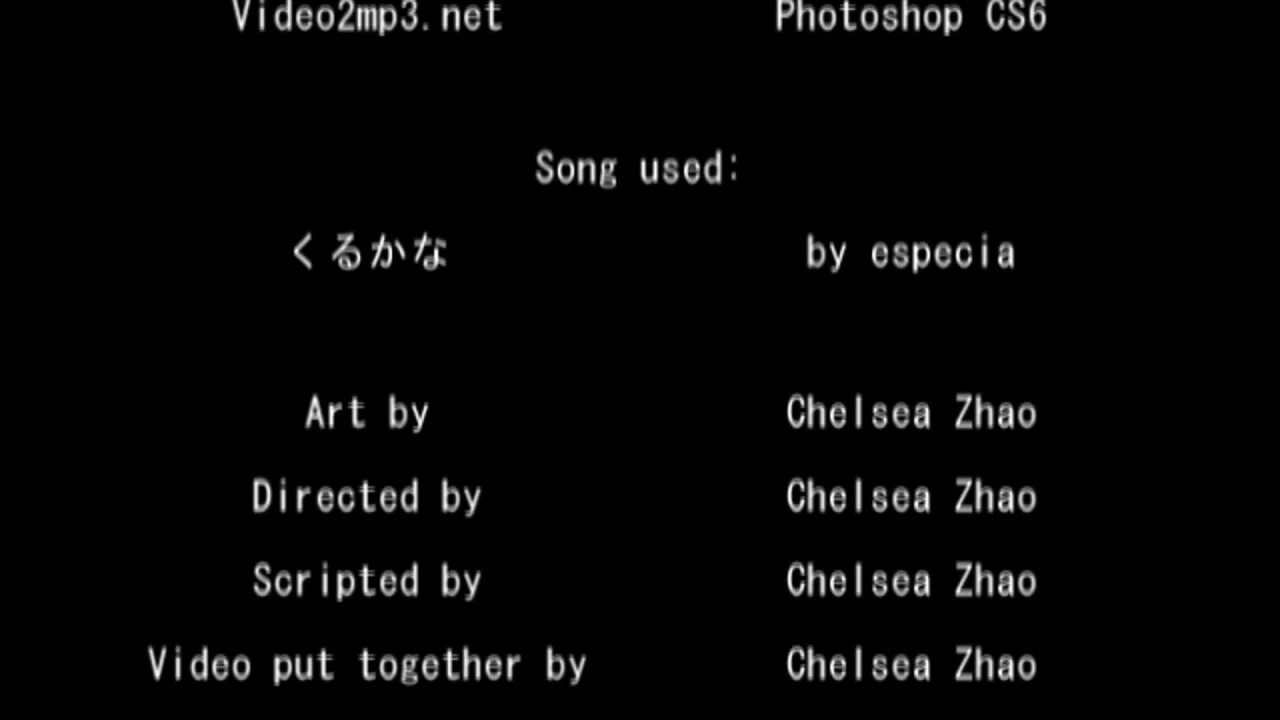 Video2mp3.net Photoshop CS6
Song used:
くるかな by especia
Art by Chelsea Zhao
Directed by Chelsea Zhao
Scripted by Chelsea Zhao
Video put together by Chelsea Zhao